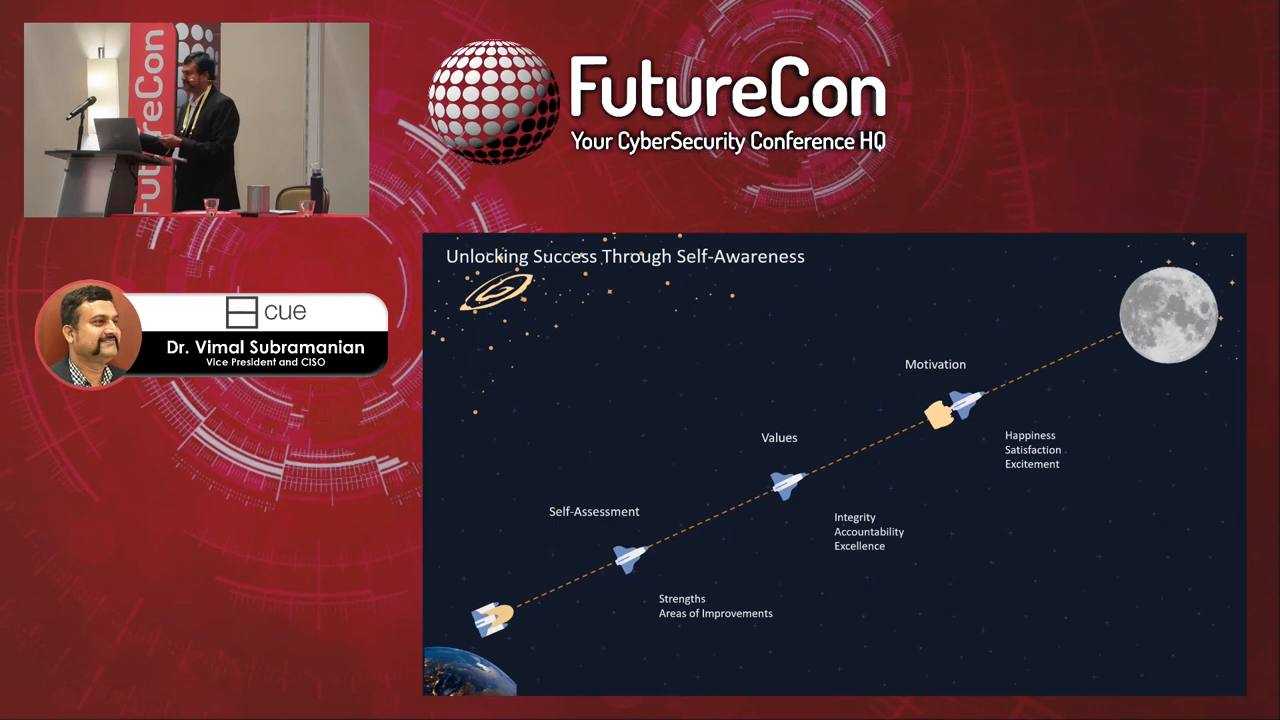 FutureCon
FutureCon
Your CyberSecurity Conference HQ
cue
Dr. Vimal Subramanian
Vice President and CISO
Unlocking Success Through Self-Awareness
Motivation
Happiness
Satisfaction
Excitement
Values
Integrity
Accountability
Excellence
Self-Assessment
Strengths
Areas of Improvements